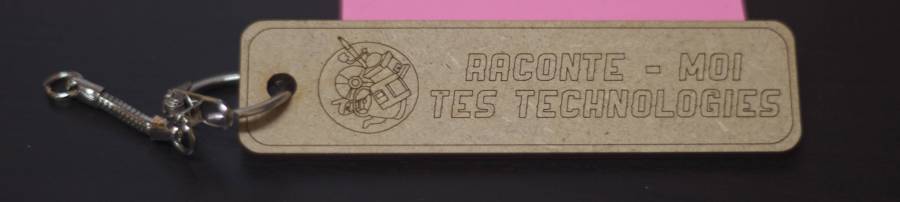 RACONTE - MOI
TES TECHNOLOGIES